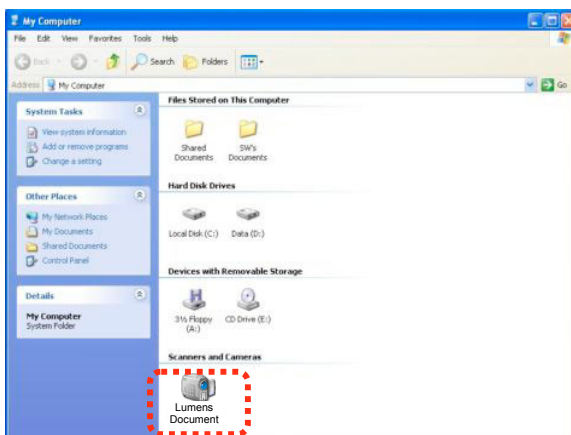 My Computer
File Edit View Favorites Tools Help
Back Search Folders
Address My Computer Go
System Tasks
View system information
Add or remove programs
Change a setting
Other Places
My Network Places
My Documents
Shared Documents
Control Panel
Details
My Computer
System Folder
Files Stored on This Computer
Shared Documents
SW's Documents
Hard Disk Drives
Local Disk (C:) Data (D:)
Devices with Removable Storage
3½ Floppy (A:)
CD Drive (E:)
Scanners and Cameras
Lumens
Document